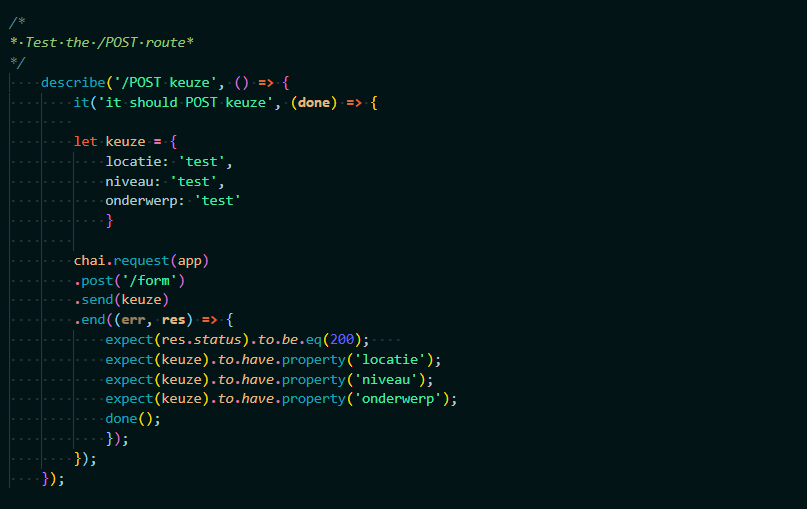 /*
* Test the /POST route*
*/
describe('/POST keuze', () => {
it('it should POST keuze', (done) => {
let keuze = {
locatie: 'test',
niveau: 'test',
onderwerp: 'test'
}
chai.request(app)
.post('/form')
.send(keuze)
.end((err, res) => {
expect(res.status).to.be.eq(200);
expect(keuze).to.have.property('locatie');
expect(keuze).to.have.property('niveau');
expect(keuze).to.have.property('onderwerp');
done();
});
});
});